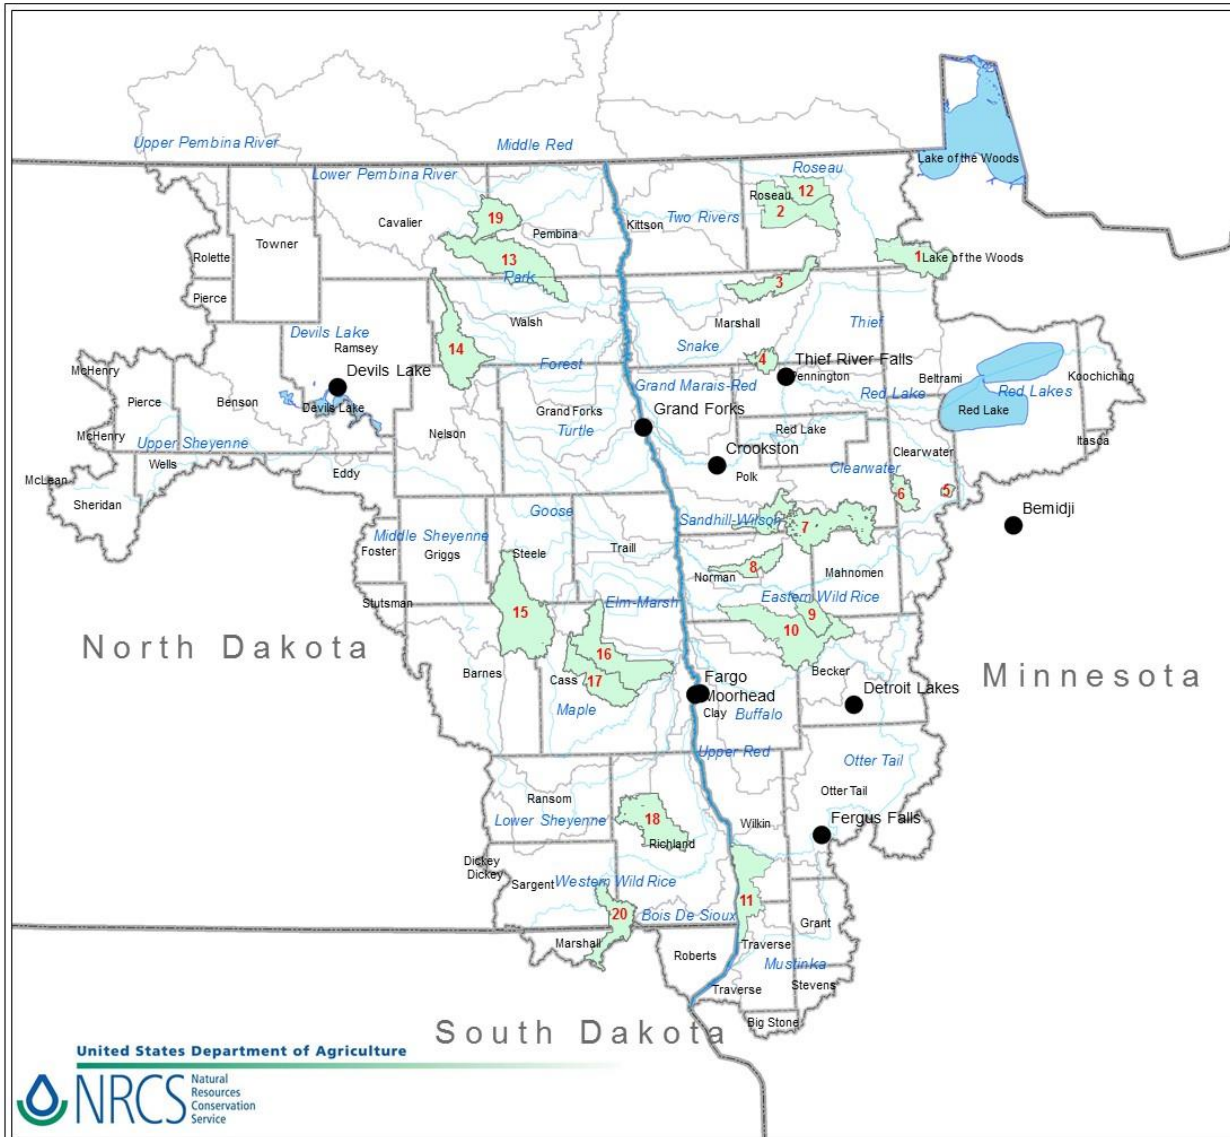 Upper Pembina River
Middle Red
Lower Pembina River
Roseau
Lake of the Woods
Roseau
12
2
Cavalier
19
Two Rivers
Kittson
Pembina
Towner
Rolette
13
1
Lake of the Woods
Park
3
Pierce
Walsh
Marshall
Thief
Devils Lake
Ramsey
14
Snake
4
Thief River Falls
Forest
McHenry
Devils Lake
Grand Marais-Red
Pennington
Beltrami
Koochiching
Red Lake
Red Lakes
Pierce
Benson
Devils Lake
Grand Forks
Grand Forks
Red Lake
Turtle
Red Lake
McHenry
Nelson
Upper Sheyenne
Itasca
Crookston
Clearwater
Wells
Eddy
Clearwater
Polk
McLean
Sheridan
6
5
Goose
Bemidji
Sandhill-Wilson
7
Middle Sheyenne
Foster
Griggs
Steele
Traill
8
Norman
Mahnomen
Stutsman
Elm-Marsh
Eastern Wild Rice
15
9
10
North Dakota
16
Barnes
Cass
17
Becker
Fargo
Minnesota
Detroit Lakes
Moorhead
Maple
Clay
Buffalo
Upper Red
Otter Tail
Otter Tail
Ransom
Lower Sheyenne
18
Wilkin
Fergus Falls
Richland
Dickey
Dickey
Sargent
Western Wild Rice
11
20
Bois De Sioux
Grant
Marshall
Traverse
Roberts
Mustinka
Traverse
Stevens
Big Stone
South Dakota
United States Department of Agriculture
NRCS
Natural
Resources
Conservation
Service